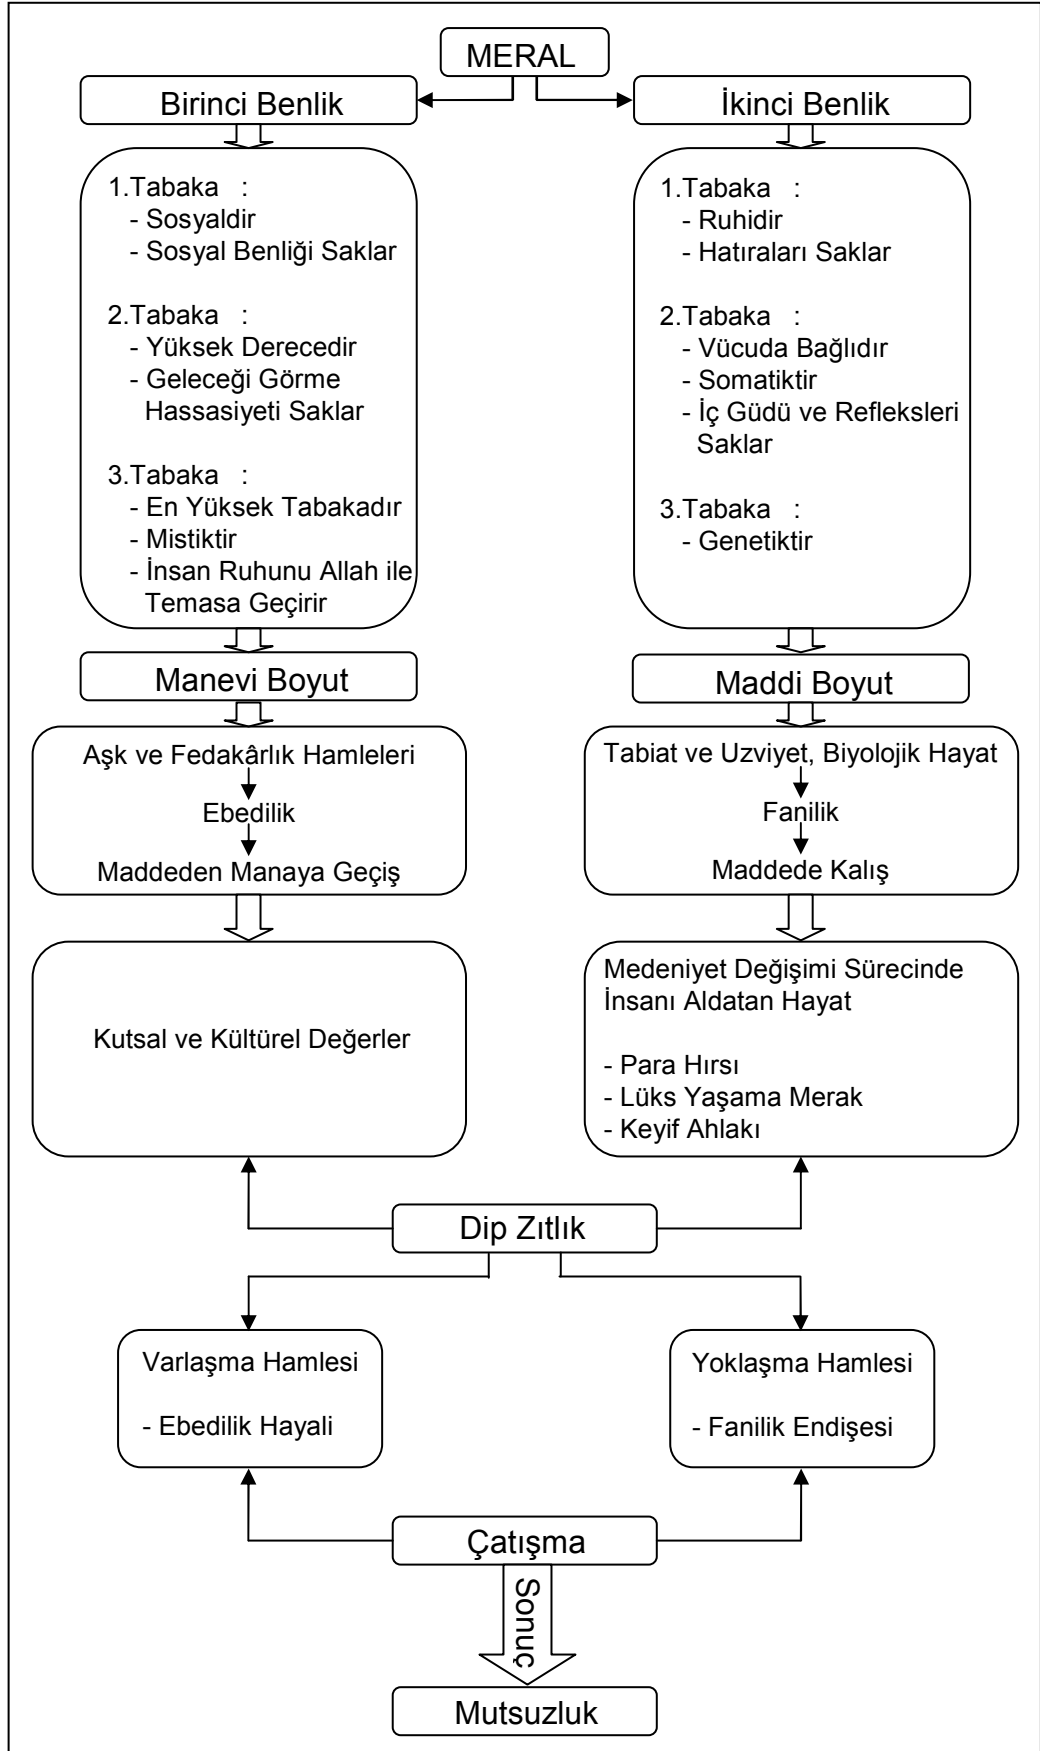 MERAL
Birinci Benlik
İkinci Benlik
1.Tabaka :
- Sosyaldir
- Sosyal Benliği Saklar
2.Tabaka :
- Yüksek Derecedir
- Geleceği Görme
Hassasiyeti Saklar
3.Tabaka :
- En Yüksek Tabakadır
- Mistiktir
- İnsan Ruhunu Allah ile
Temasa Geçirir
1.Tabaka :
- Ruhidir
- Hatıraları Saklar
2.Tabaka :
- Vücuda Bağlıdır
- Somatiktir
- İç Güdü ve Refleksleri
Saklar
3.Tabaka :
- Genetiktir
Manevi Boyut
Maddi Boyut
Aşk ve Fedakârlık Hamleleri
Ebedilik
Maddeden Manaya Geçiş
Tabiat ve Uzviyet, Biyolojik Hayat
Fanilik
Maddede Kalış
Kutsal ve Kültürel Değerler
Medeniyet Değişimi Sürecinde
İnsanı Aldatan Hayat
- Para Hırsı
- Lüks Yaşama Merak
- Keyif Ahlakı
Dip Zıtlık
Varlaşma Hamlesi
- Ebedilik Hayali
Yoklaşma Hamlesi
- Fanilik Endişesi
Çatışma
Sonuç
Mutsuzluk